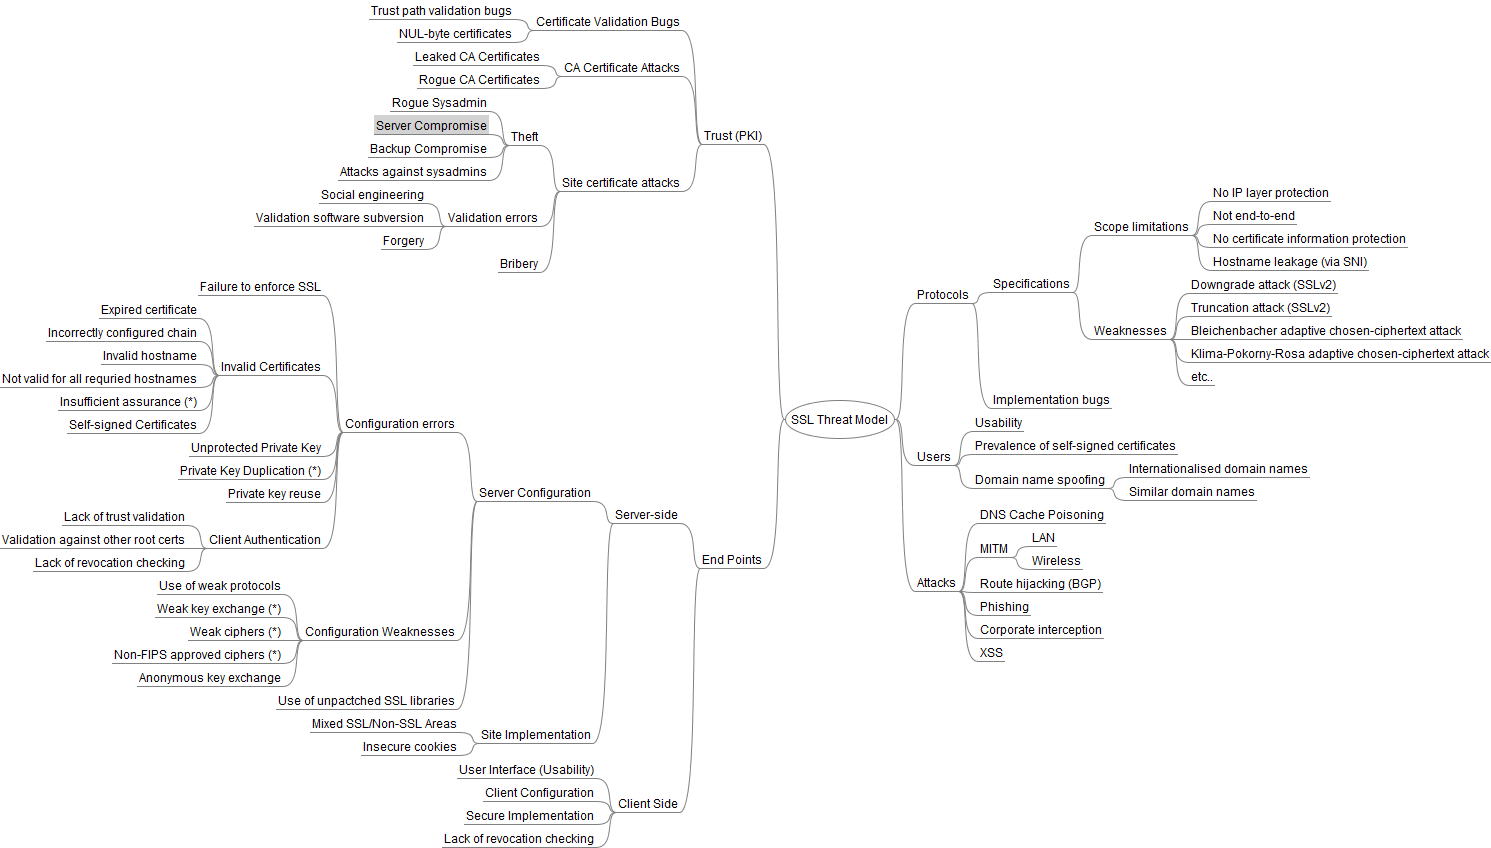 Trust path validation bugs
NUL-byte certificates
Certificate Validation Bugs
Leaked CA Certificates
Rogue CA Certificates
CA Certificate Attacks
Rogue Sysadmin
Server Compromise
Backup Compromise
Attacks against sysadmins
Theft
Social engineering
Validation software subversion
Forgery
Validation errors
Bribery
Site certificate attacks
Trust (PKI)
Failure to enforce SSL
Expired certificate
Incorrectly configured chain
Invalid hostname
Not valid for all requried hostnames
Insufficient assurance (*)
Self-signed Certificates
Invalid Certificates
Unprotected Private Key
Private Key Duplication (*)
Private key reuse
Lack of trust validation
Validation against other root certs
Lack of revocation checking
Client Authentication
Configuration errors
Use of weak protocols
Weak key exchange (*)
Weak ciphers (*)
Non-FIPS approved ciphers (*)
Anonymous key exchange
Configuration Weaknesses
Use of unpactched SSL libraries
Server Configuration
Mixed SSL/Non-SSL Areas
Insecure cookies
Site Implementation
Server-side
User Interface (Usability)
Client Configuration
Secure Implementation
Lack of revocation checking
Client Side
End Points
SSL Threat Model
Protocols
Specifications
Scope limitations
No IP layer protection
Not end-to-end
No certificate information protection
Hostname leakage (via SNI)
Weaknesses
Downgrade attack (SSLv2)
Truncation attack (SSLv2)
Bleichenbacher adaptive chosen-ciphertext attack
Klima-Pokorny-Rosa adaptive chosen-ciphertext attack
etc..
Implementation bugs
Users
Usability
Prevalence of self-signed certificates
Domain name spoofing
Internationalised domain names
Similar domain names
Attacks
DNS Cache Poisoning
MITM
LAN
Wireless
Route hijacking (BGP)
Phishing
Corporate interception
XSS